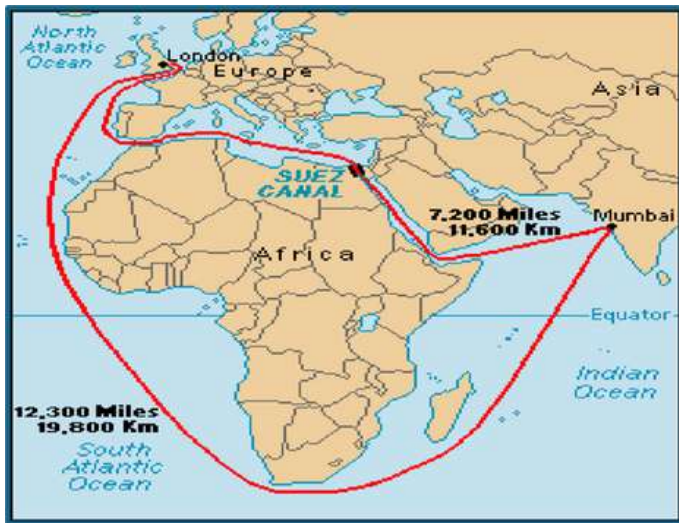 North
Atlantic
Ocean
London
Europe
Asia
SUEZ
CANAL
7,200 Miles
11,600 Km
Mumbai
Africa
Equator
Indian
Ocean
12,300 Miles
19,800 Km
South
Atlantic
Ocean